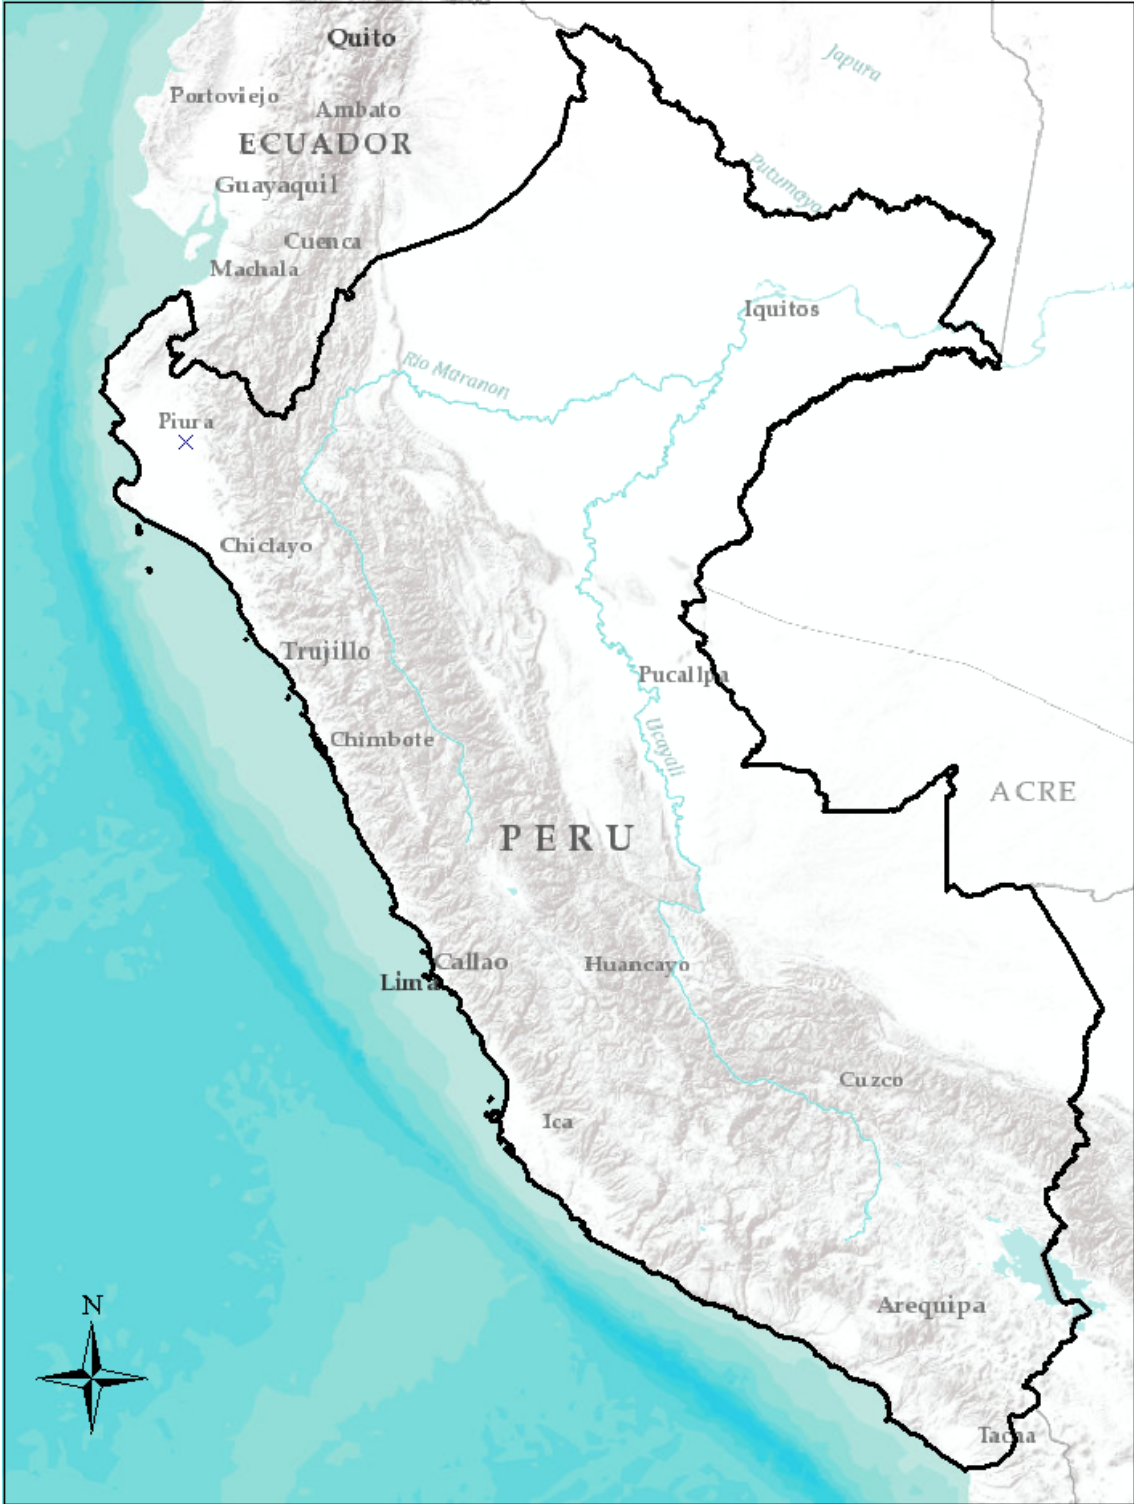 Quito
Japura
Portoviejo
Ambato
ECUADOR
Putumayo
Guayaquil
Cuenca
Machala
Iquitos
Rio Maranon
Piura
Chiclayo
Trujillo
Pucallpa
Ucayali
Chimbote
ACRE
PERU
Callao
Huancayo
Lima
Cuzco
Ica
N
Arequipa
Tacna